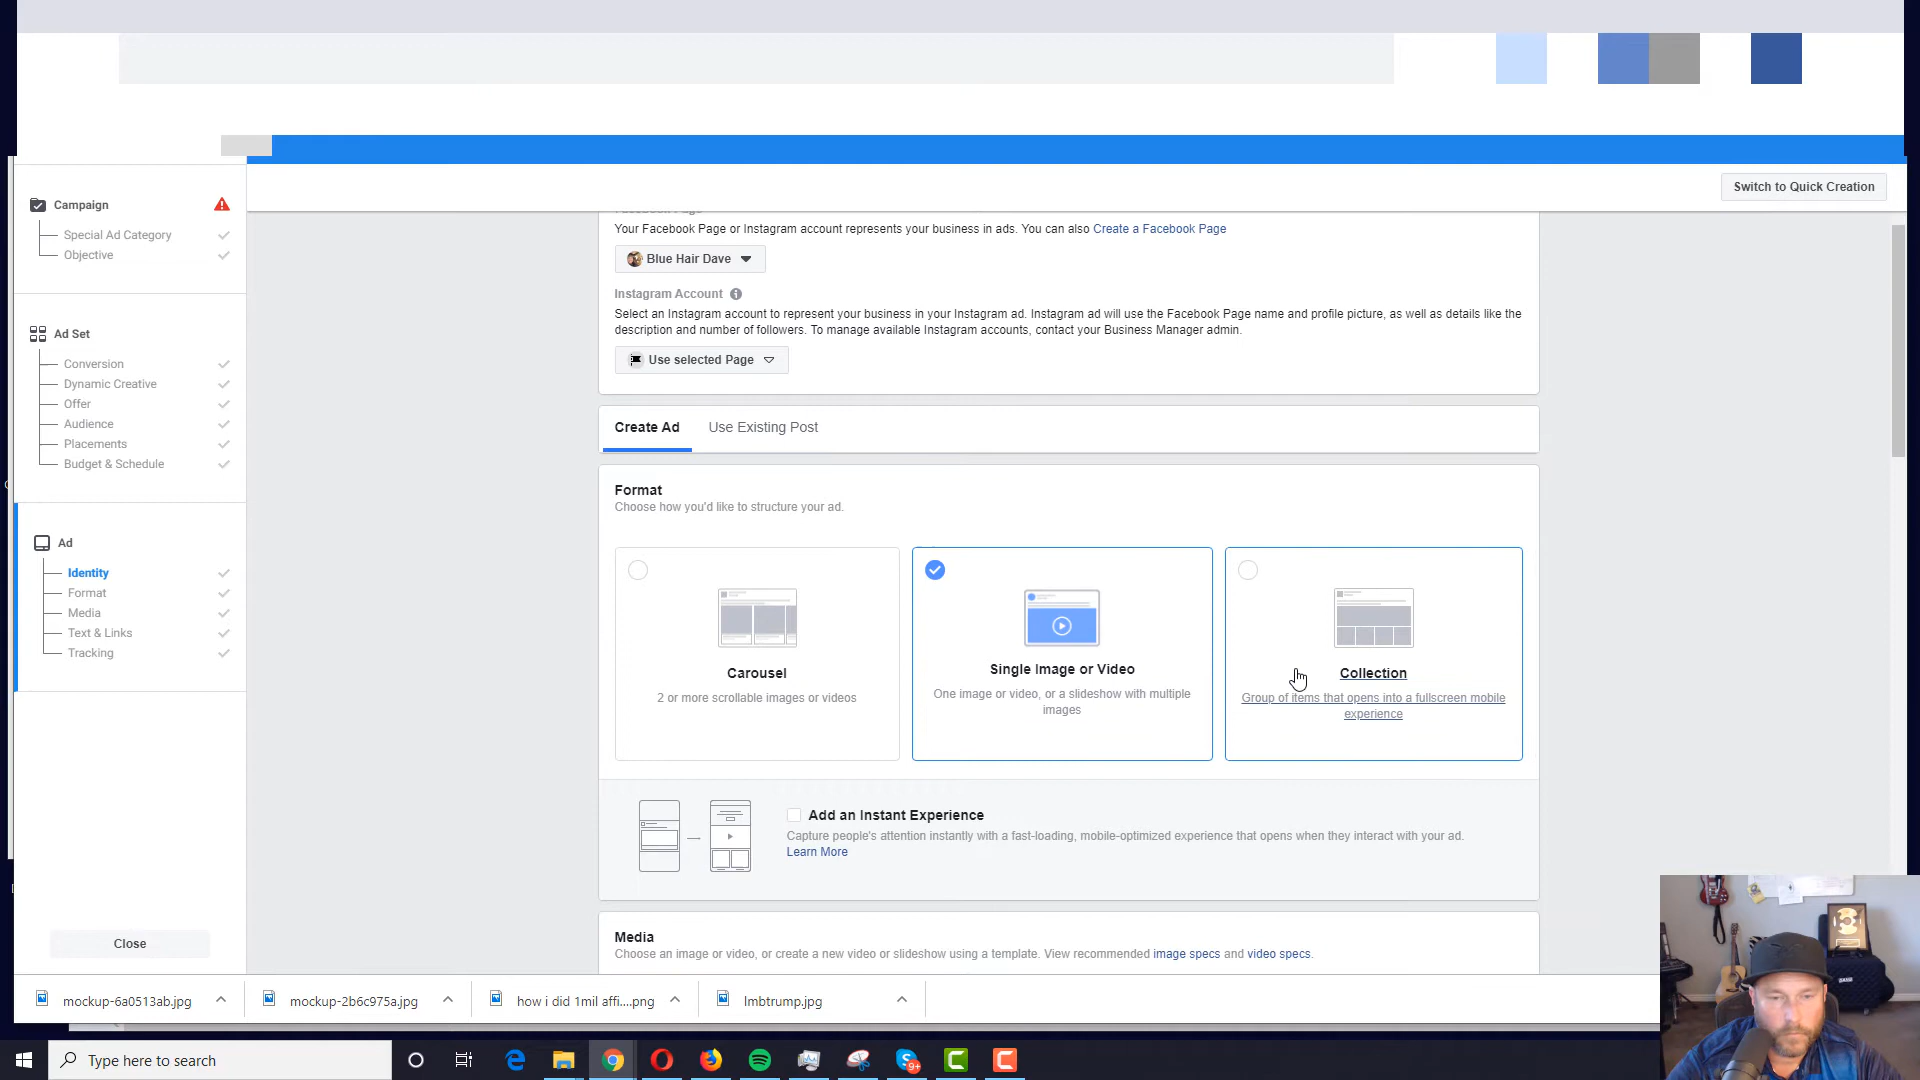 Switch to Quick Creation
Campaign
Special Ad Category
Objective
Ad Set
Conversion
Dynamic Creative
Offer
Audience
Placements
Budget & Schedule
Ad
Identity
Format
Media
Text & Links
Tracking
Close
Facebook Page
Your Facebook Page or Instagram account represents your business in ads. You can also Create a Facebook Page
Blue Hair Dave
Instagram Account
Select an Instagram account to represent your business in your Instagram ad. Instagram ad will use the Facebook Page name and profile picture, as well as details like the
description and number of followers. To manage available Instagram accounts, contact your Business Manager admin.
Use selected Page
Create Ad Use Existing Post
Format
Choose how you'd like to structure your ad.
Carousel
2 or more scrollable images or videos
Single Image or Video
One image or video, or a slideshow with multiple
images
Collection
Group of items that opens into a fullscreen mobile
experience
Add an Instant Experience
Capture people's attention instantly with a fast-loading, mobile-optimized experience that opens when they interact with your ad.
Learn More
Media
Choose an image or video, or create a new video or slideshow using a template. View recommended image specs and video specs.
mockup-6a0513ab.jpg mockup-2b6c975a.jpg how i did 1mil affi....png lmbtrump.jpg
Type here to search
9+